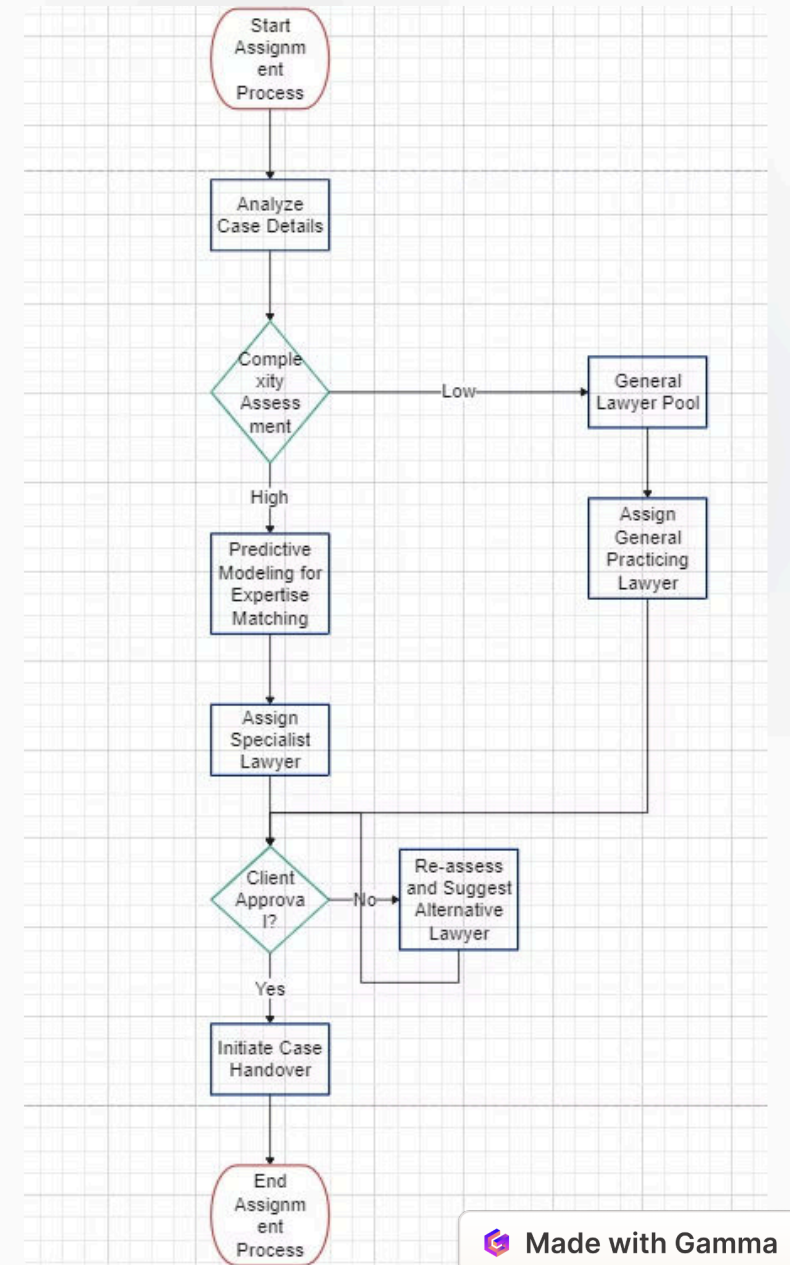 Start
Assignm
ent
Process
Analyze
Case Details
Comple
xity
Assess
ment
Low
General
Lawyer Pool
High
Assign
General
Practicing
Lawyer
Predictive
Modeling for
Expertise
Matching
Assign
Specialist
Lawyer
Client
Approva
l?
No
Re-assess
and Suggest
Alternative
Lawyer
Yes
Initiate Case
Handover
End
Assignm
ent
Process
Made with Gamma